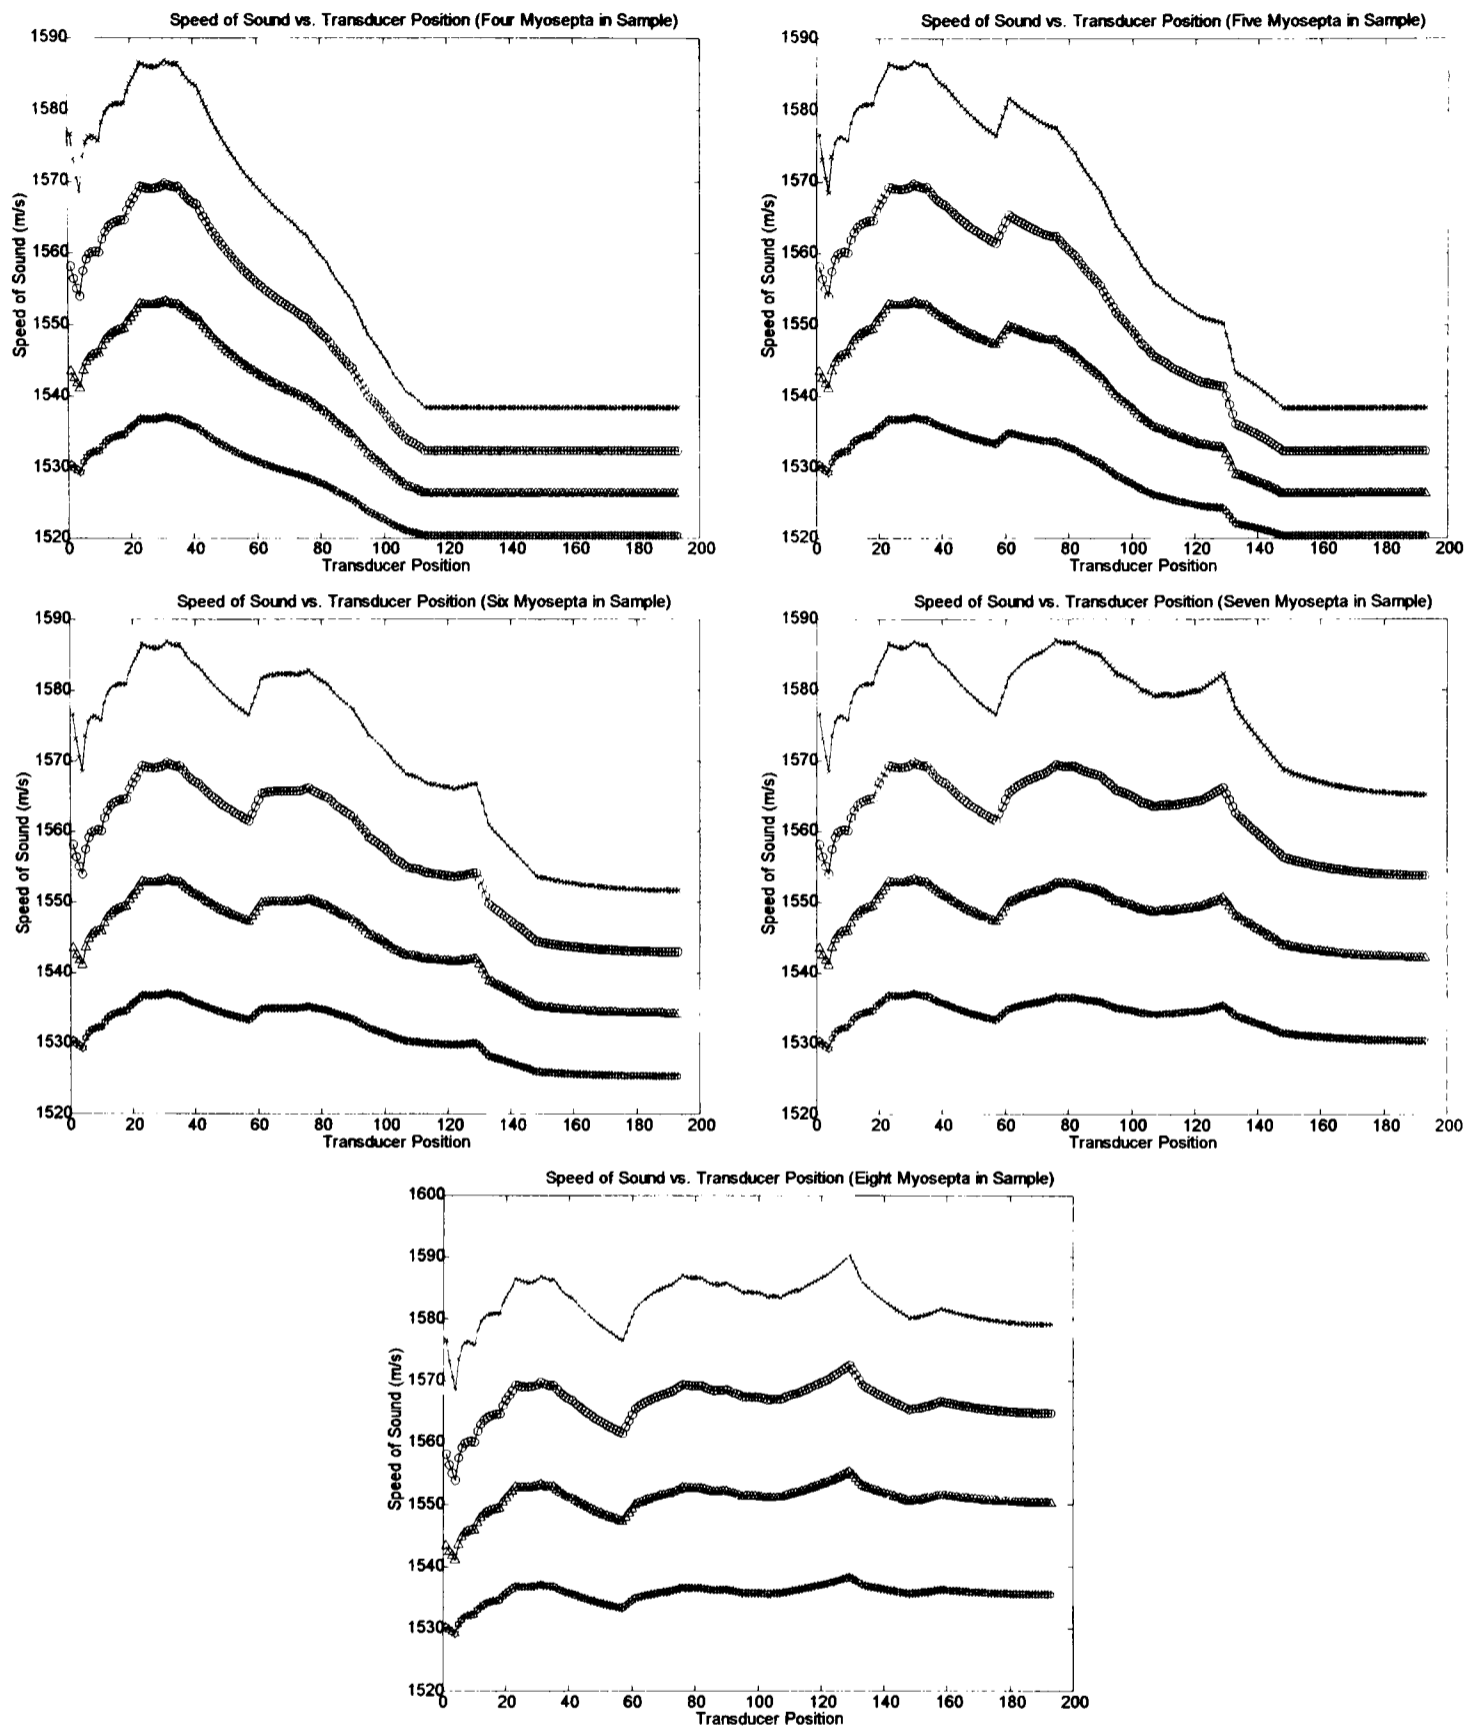 Speed of Sound vs. Transducer Position (Four Myosepta in Sample)
1590
1580
1570
1560
1550
1540
1530
1520
Speed of Sound (m/s)
0 20 40 60 80 100 120 140 160 180 200
Transducer Position
Speed of Sound vs. Transducer Position (Five Myosepta in Sample)
1590
1580
1570
1560
1550
1540
1530
1520
Speed of Sound (m/s)
0 20 40 60 80 100 120 140 160 180 200
Transducer Position
Speed of Sound vs. Transducer Position (Six Myosepta in Sample)
1590
1580
1570
1560
1550
1540
1530
1520
Speed of Sound (m/s)
0 20 40 60 80 100 120 140 160 180 200
Transducer Position
Speed of Sound vs. Transducer Position (Seven Myosepta in Sample)
1590
1580
1570
1560
1550
1540
1530
1520
Speed of Sound (m/s)
0 20 40 60 80 100 120 140 160 180 200
Transducer Position
Speed of Sound vs. Transducer Position (Eight Myosepta in Sample)
1600
1590
1580
1570
1560
1550
1540
1530
1520
Speed of Sound (m/s)
0 20 40 60 80 100 120 140 160 180 200
Transducer Position